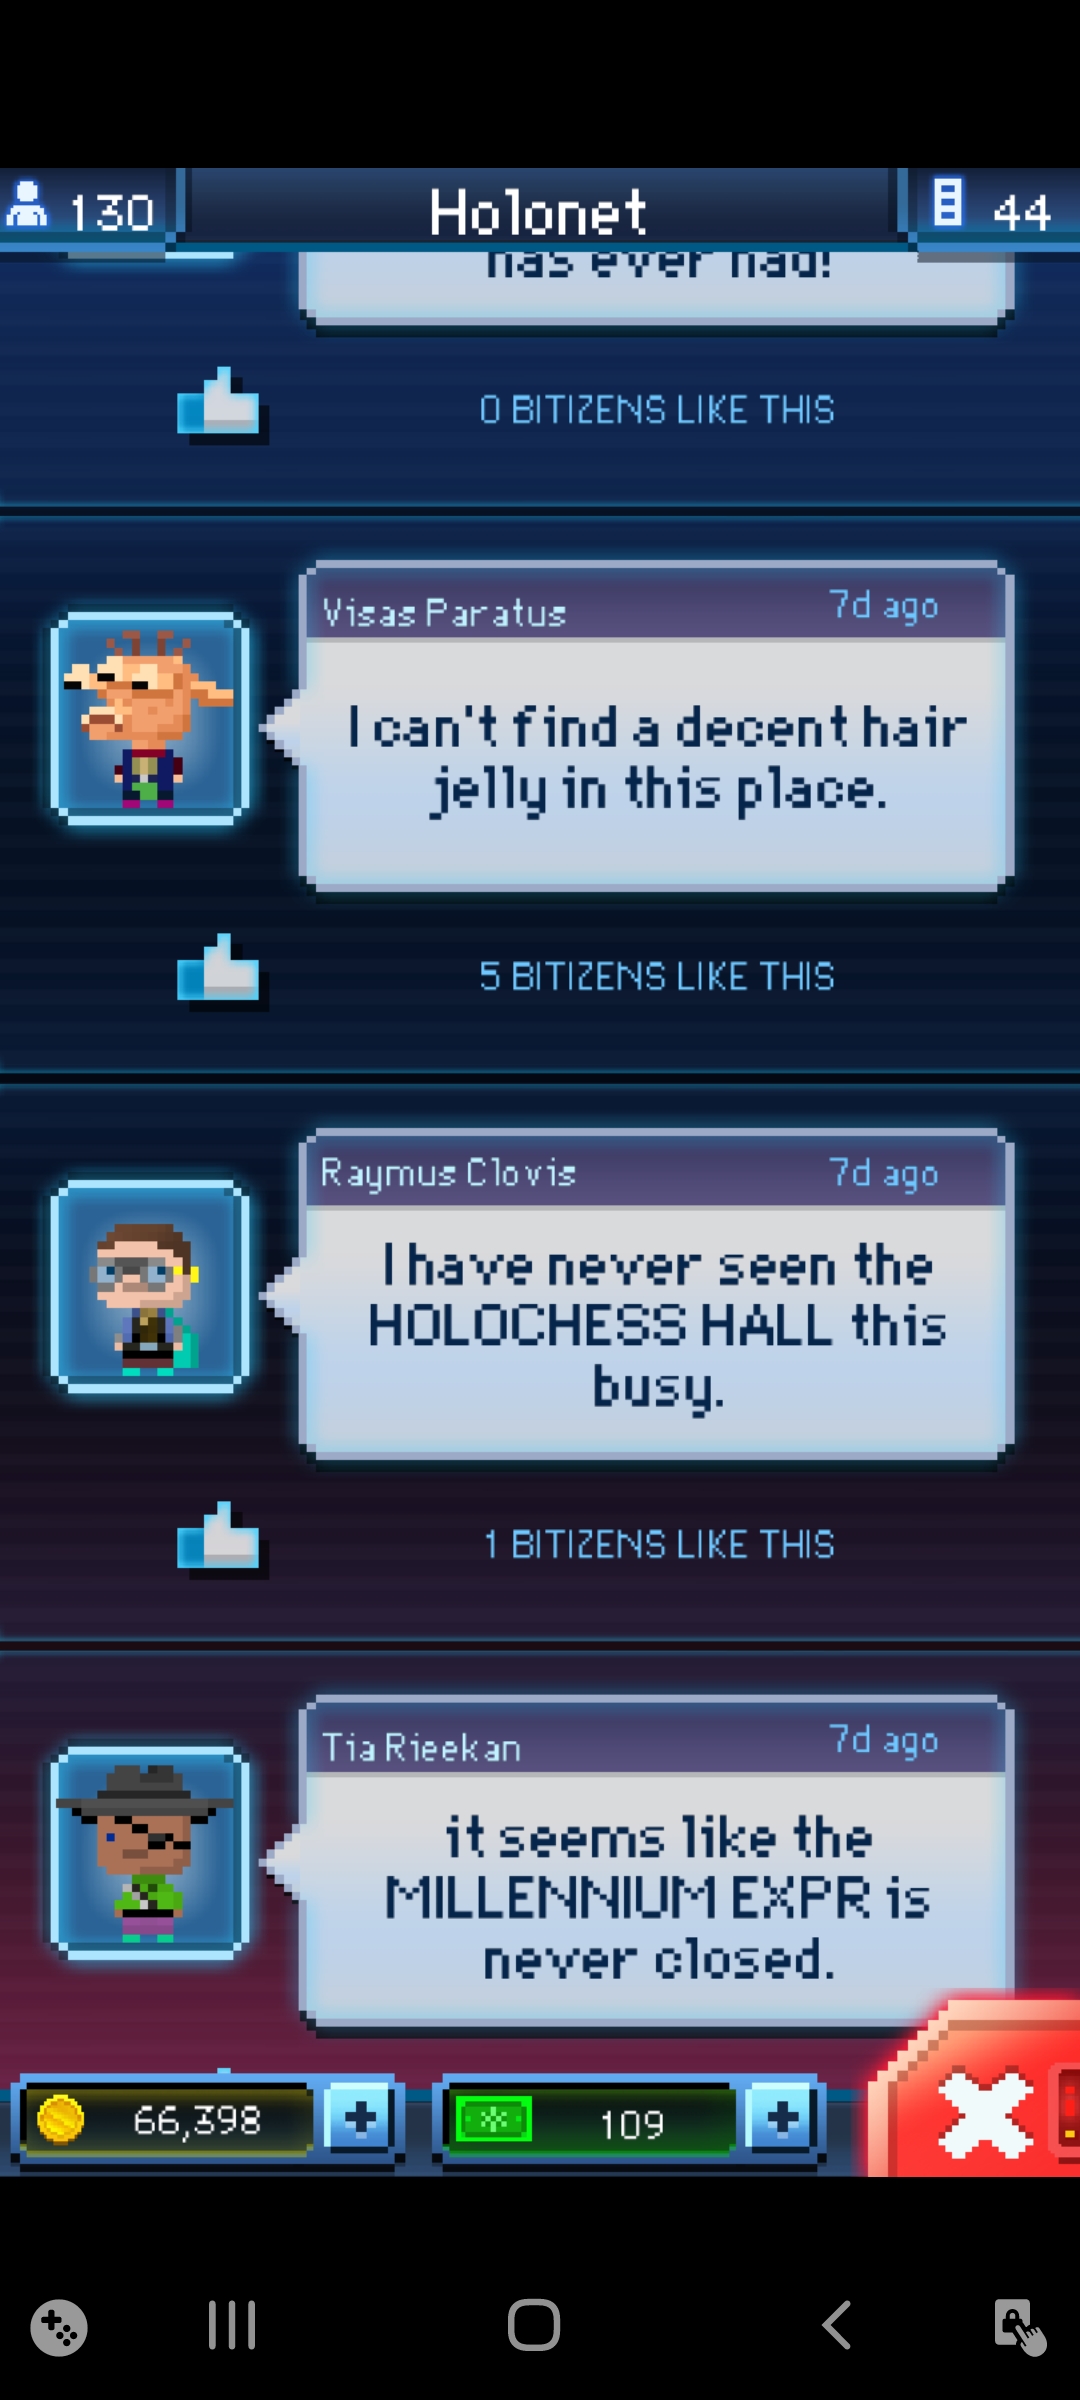 130
Holonet
44
has ever had!
0 BITIZENS LIKE THIS
Visas Paratus
7d ago
I can't find a decent hair
jelly in this place.
5 BITIZENS LIKE THIS
Raymus Clovis
7d ago
I have never seen the
HOLOCHESS HALL this
busy.
1 BITIZENS LIKE THIS
Tia Rieekan
7d ago
it seems like the
MILLENNIUM EXPR is
never closed.
66,398
109